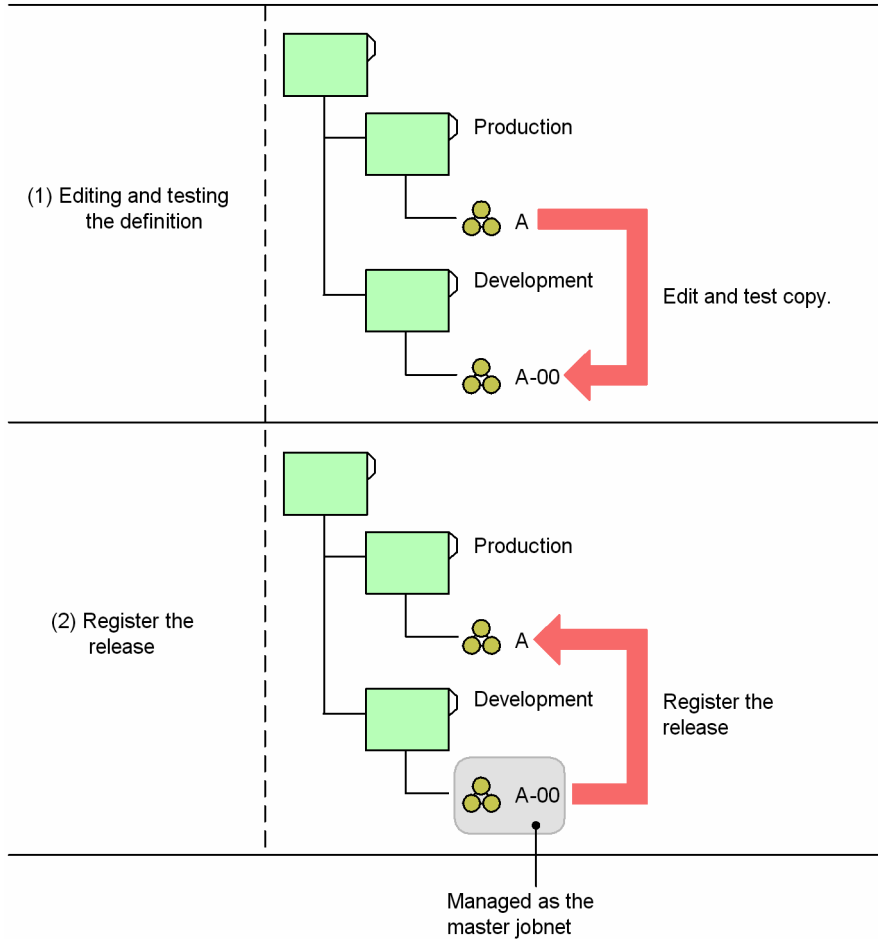 Production
(1) Editing and testing
the definition
A
Development
Edit and test copy.
A-00
Production
(2) Register the
release
A
Development
Register the
release
A-00
Managed as the
master jobnet